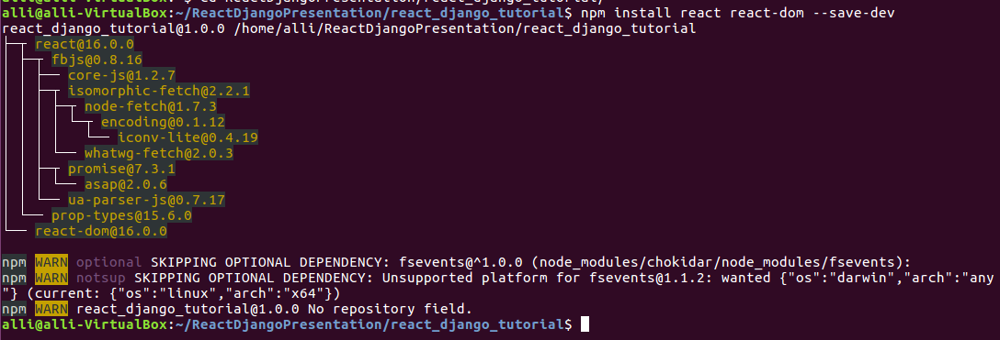 alli@alli-VirtualBox:~$ cd ReactDjangoPresentation/react_django_tutorial/
alli@alli-VirtualBox:~/ReactDjangoPresentation/react_django_tutorial$ npm install react react-dom --save-dev
react_django_tutorial@1.0.0 /home/alli/ReactDjangoPresentation/react_django_tutorial
├─┬ react@16.0.0
│ ├─┬ fbjs@0.8.16
│ │ ├── core-js@1.2.7
│ │ ├─┬ isomorphic-fetch@2.2.1
│ │ │ ├─┬ node-fetch@1.7.3
│ │ │ │ └─┬ encoding@0.1.12
│ │ │ │   └── iconv-lite@0.4.19
│ │ │ └── whatwg-fetch@2.0.3
│ │ ├─┬ promise@7.3.1
│ │ │ └── asap@2.0.6
│ │ └── ua-parser-js@0.7.17
│ └── prop-types@15.6.0
└── react-dom@16.0.0

npm WARN optional SKIPPING OPTIONAL DEPENDENCY: fsevents@^1.0.0 (node_modules/chokidar/node_modules/fsevents):
npm WARN notsup SKIPPING OPTIONAL DEPENDENCY: Unsupported platform for fsevents@1.1.2: wanted {"os":"darwin","arch":"any
"} (current: {"os":"linux","arch":"x64"})
npm WARN react_django_tutorial@1.0.0 No repository field.
alli@alli-VirtualBox:~/ReactDjangoPresentation/react_django_tutorial$